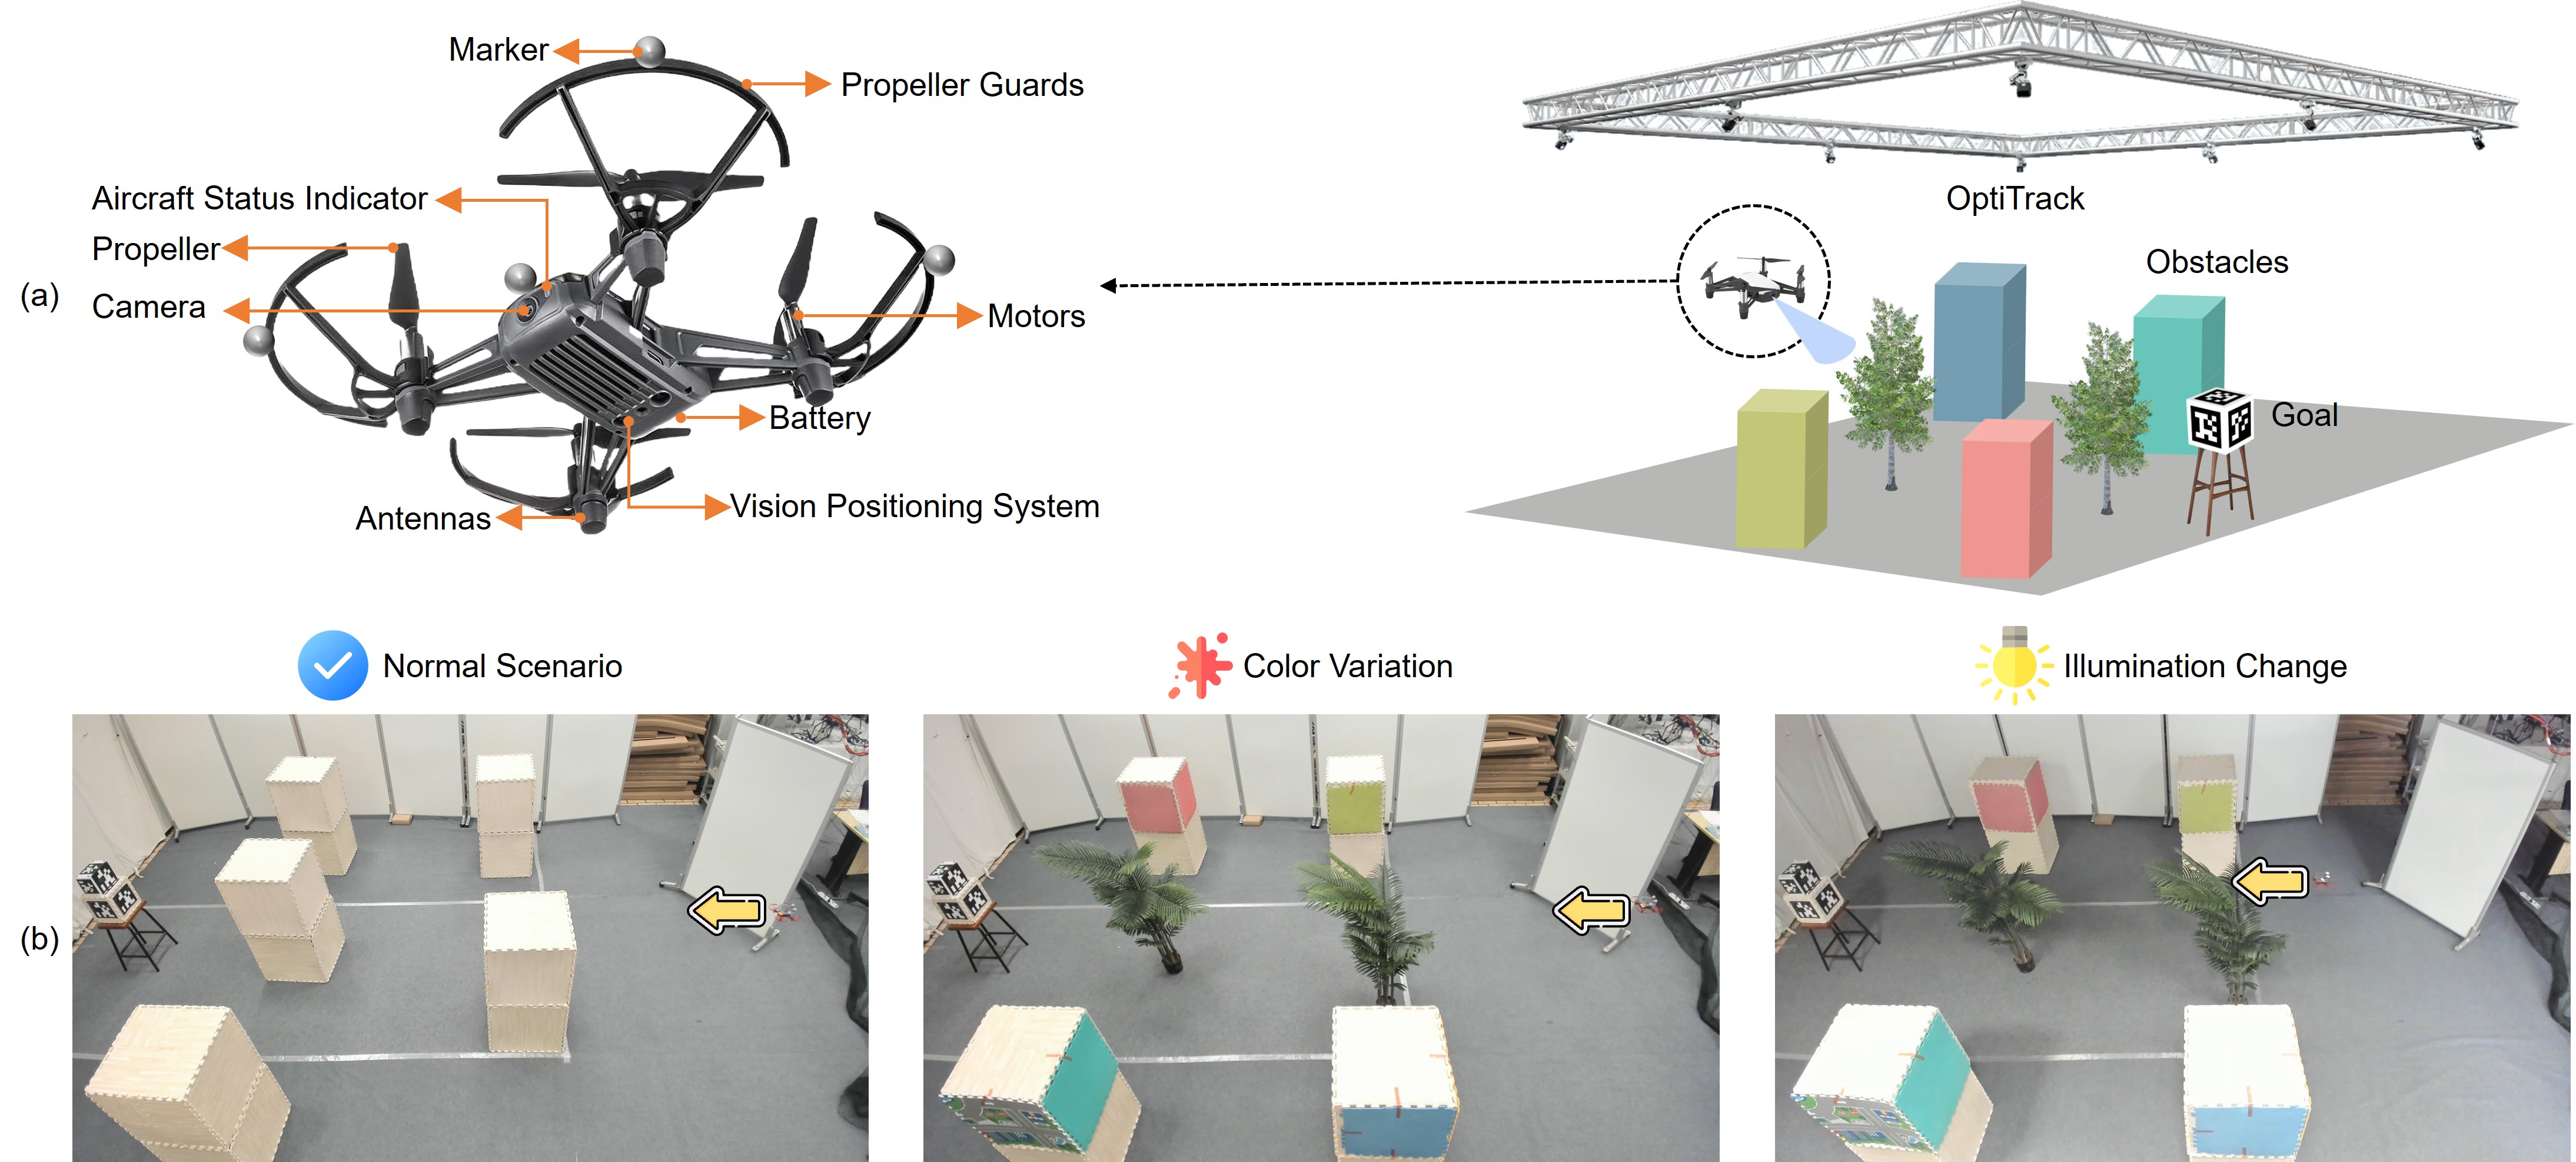 Marker
Propeller Guards
Aircraft Status Indicator
OptiTrack
Propeller
Obstacles
(a)
Camera
Motors
Battery
Goal
Vision Positioning System
Antennas
Normal Scenario
Color Variation
Illumination Change
(b)